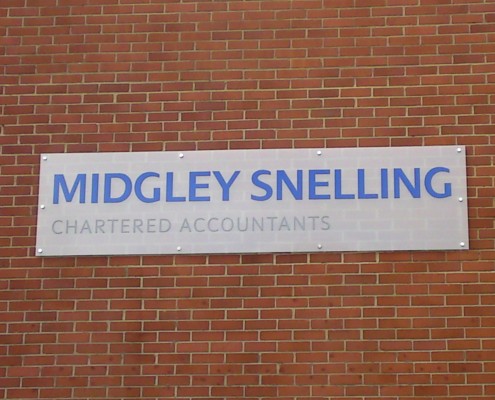 MIDGLEY SNELLING
CHARTERED ACCOUNTANTS